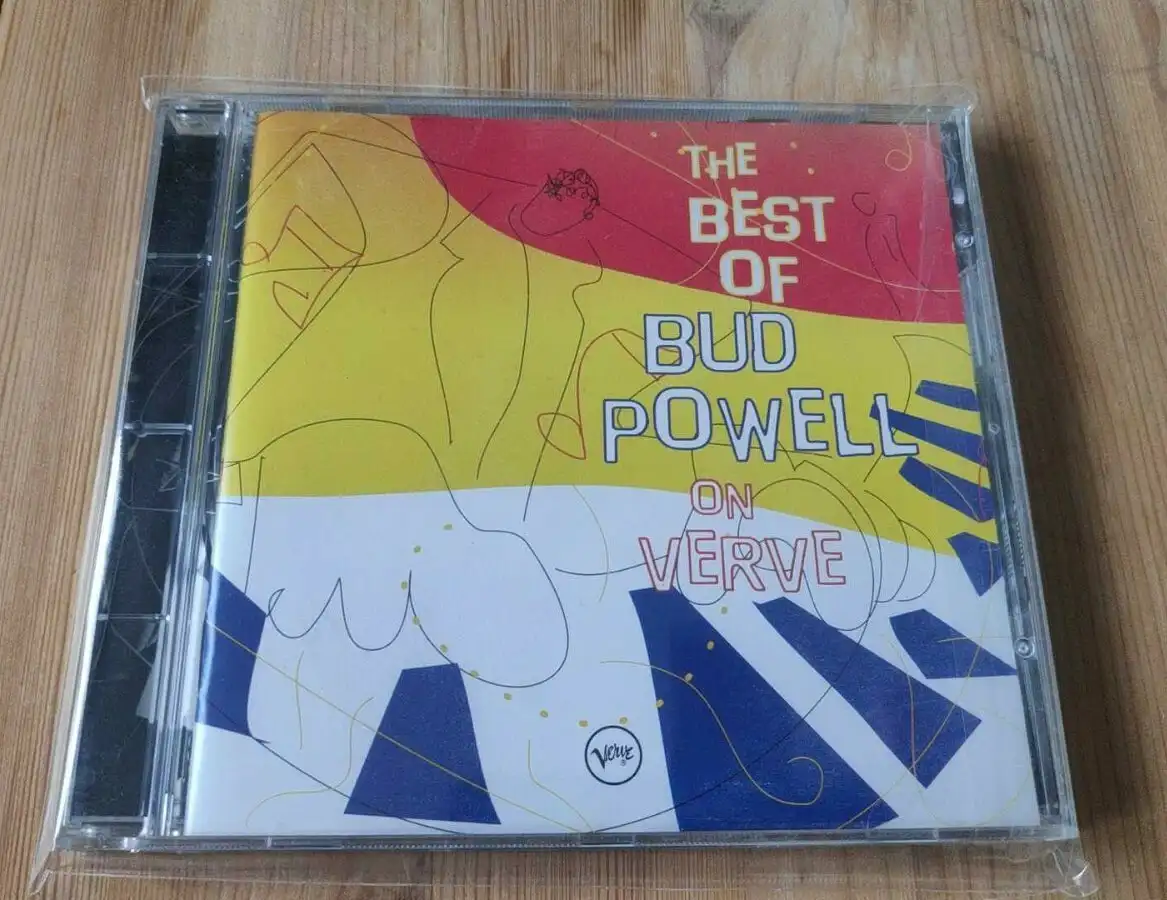 THE
BEST
OF
BUD
POWELL
ON
VERVE
Verve®